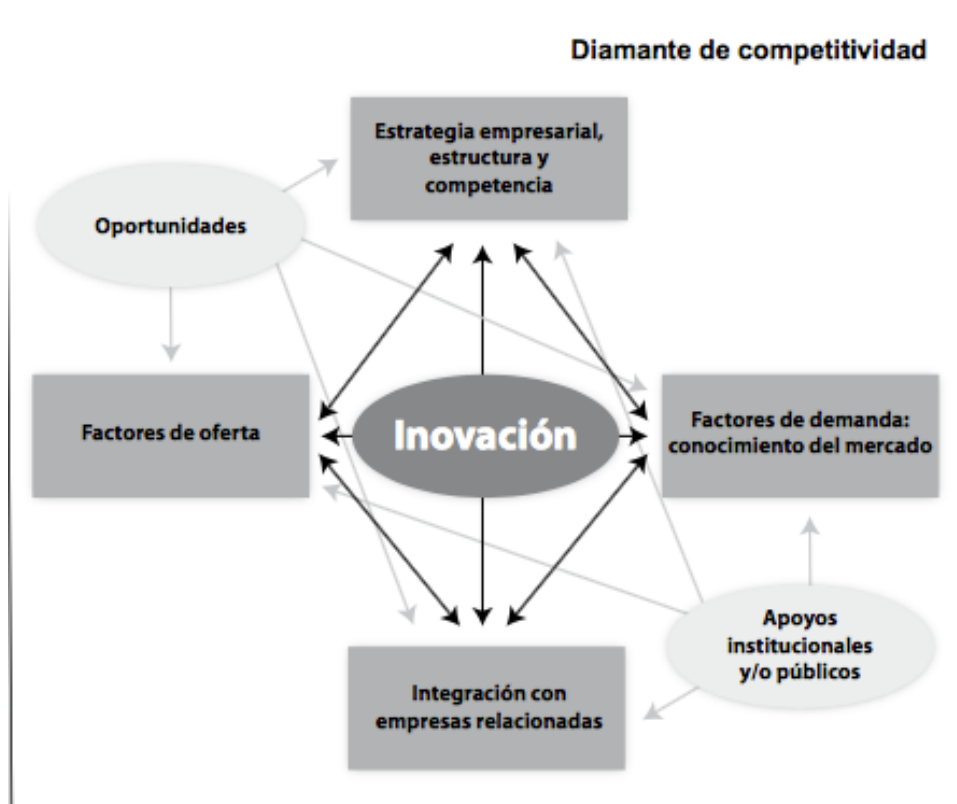 Diamante de competitividad
Estrategia empresarial,
estructura y
competencia
Oportunidades
Factores de oferta
Inovación
Factores de demanda:
conocimiento del mercado
Apoyos
institucionales
y/o públicos
Integración con
empresas relacionadas